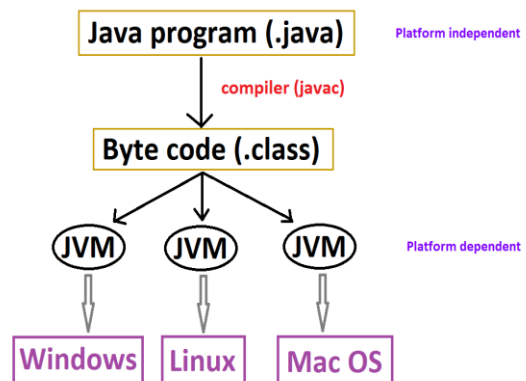 Java program (.java)
Platform independent
compiler (javac)
Byte code (.class)
JVM
JVM
JVM
Platform dependent
Windows
Linux
Mac OS